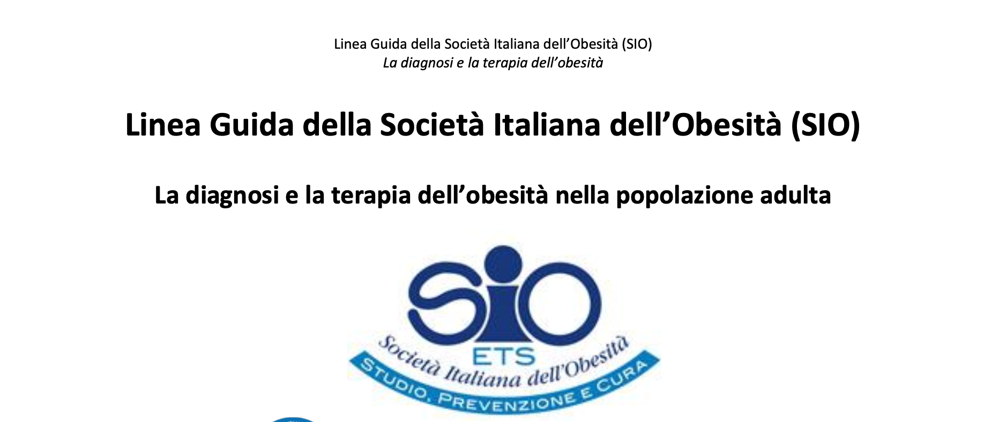 Linea Guida della Società Italiana dell’Obesità (SIO)
La diagnosi e la terapia dell’obesità
Linea Guida della Società Italiana dell’Obesità (SIO)
La diagnosi e la terapia dell’obesità nella popolazione adulta
SiO
ETS
Società Italiana dell’Obesità
STUDIO, PREVENZIONE E CURA